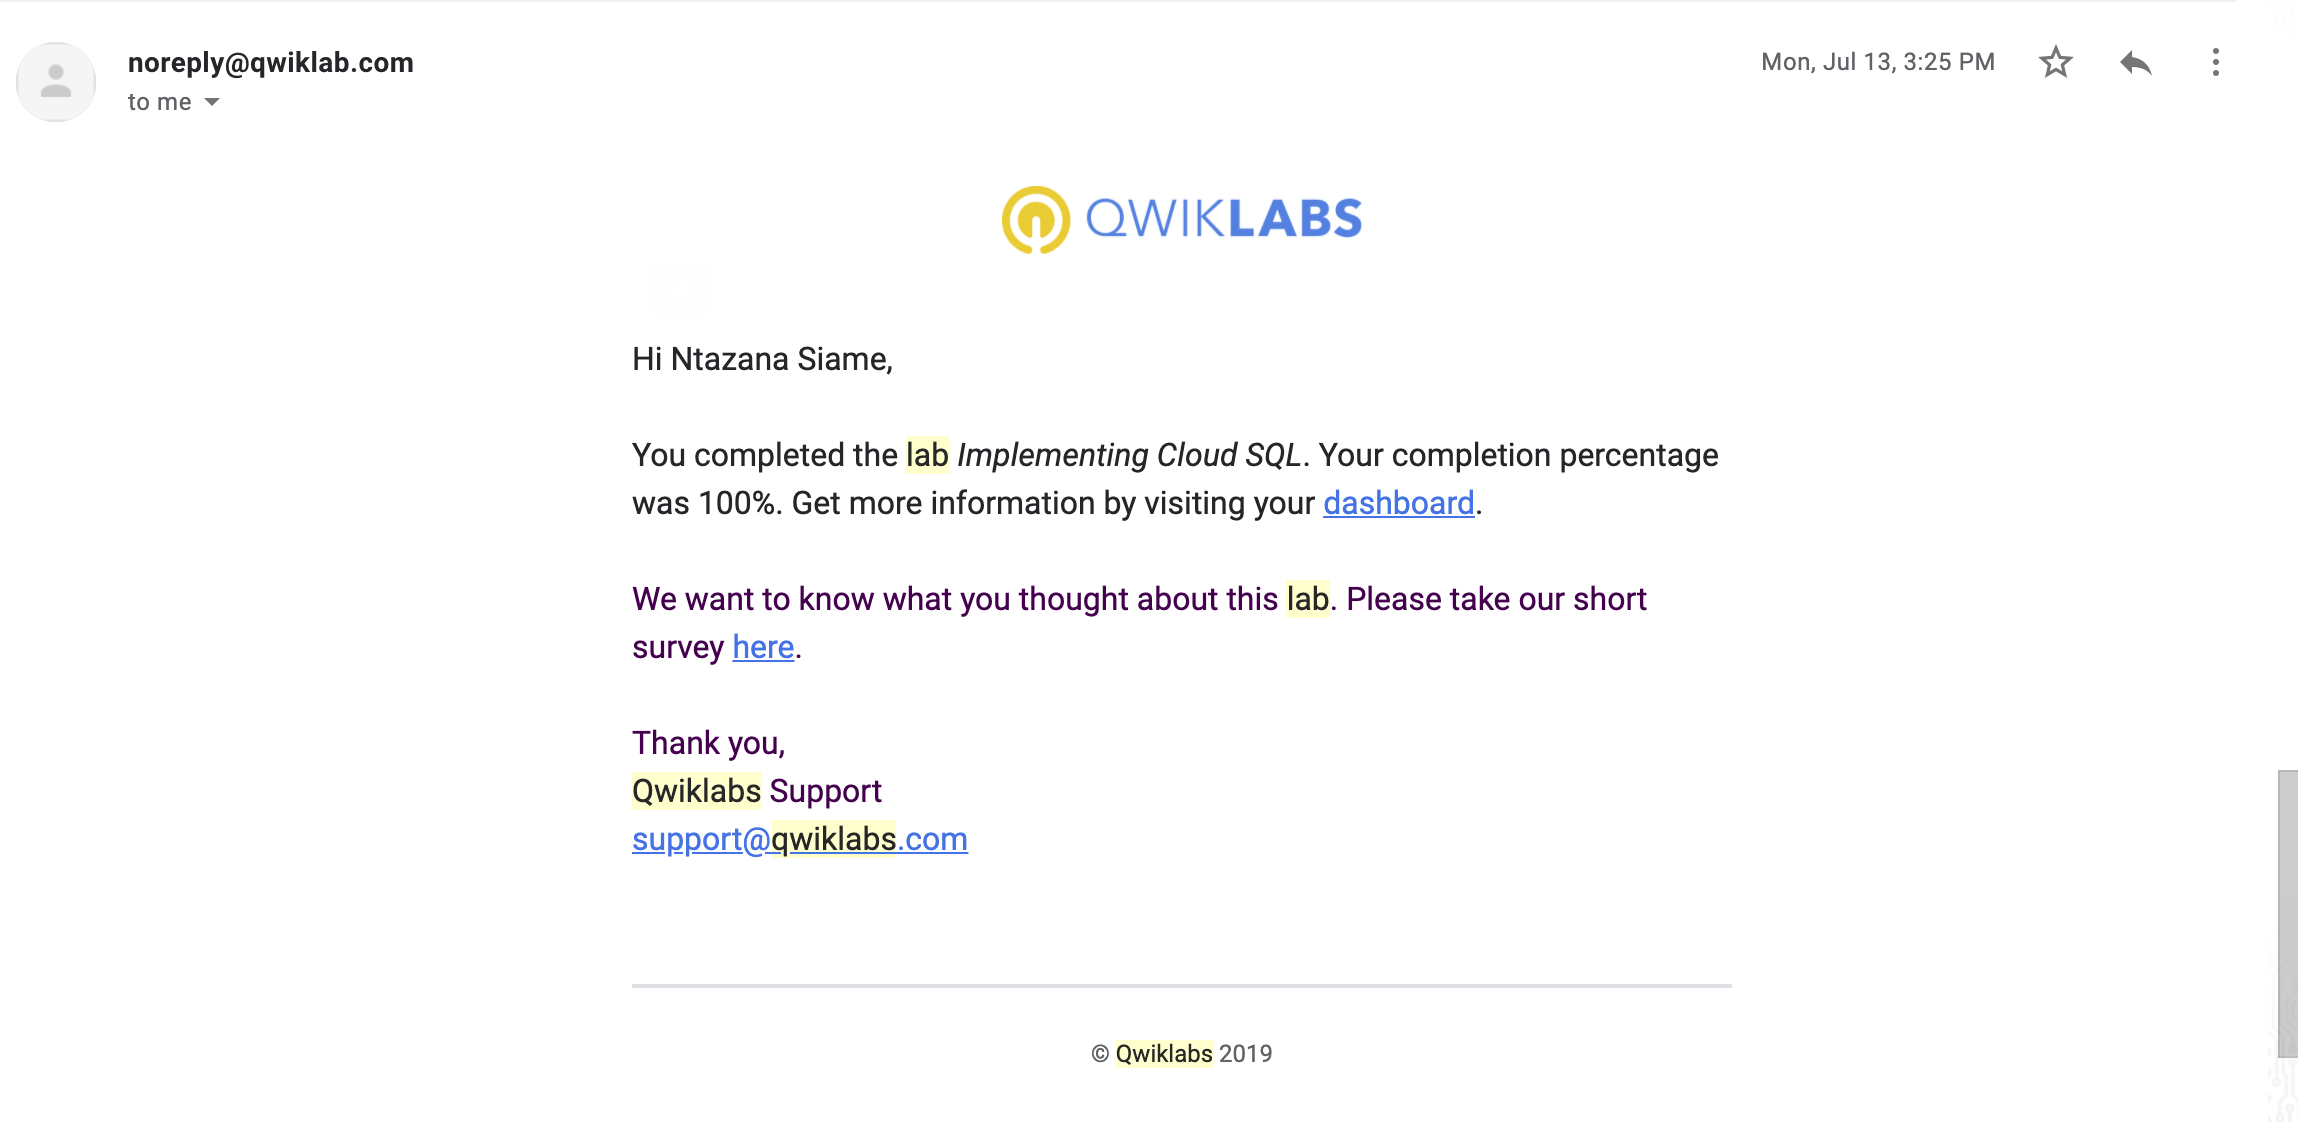 noreply@qwiklab.com
Mon, Jul 13, 3:25 PM
to me
QWIKLABS
Hi Ntazana Siame,
You completed the lab Implementing Cloud SQL. Your completion percentage
was 100%. Get more information by visiting your dashboard.
We want to know what you thought about this lab. Please take our short
survey here.
Thank you,
Qwiklabs Support
support@qwiklabs.com
© Qwiklabs 2019